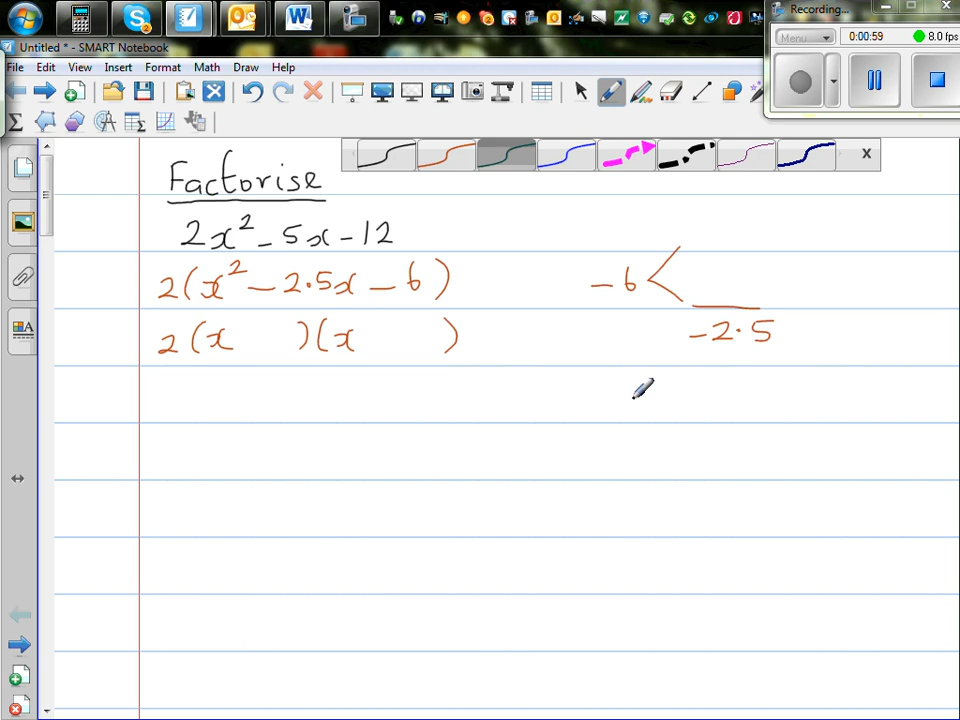 Recording...
Menu
0:00:59
8.0 fps
Untitled * - SMART Notebook
File Edit View Insert Format Math Draw Help
Factorise
2x² - 5x - 12
2(x² - 2.5x - 6)
-6
2(x )(x )
-2.5